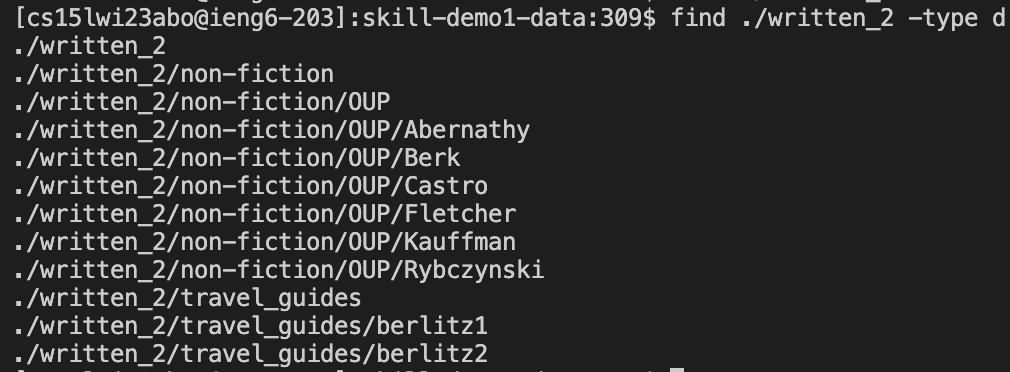 [cs15lwi23abo@ieng6-203]:skill-demo1-data:309$ find ./written_2 -type d
./written_2
./written_2/non-fiction
./written_2/non-fiction/OUP
./written_2/non-fiction/OUP/Abernathy
./written_2/non-fiction/OUP/Berk
./written_2/non-fiction/OUP/Castro
./written_2/non-fiction/OUP/Fletcher
./written_2/non-fiction/OUP/Kauffman
./written_2/non-fiction/OUP/Rybczynski
./written_2/travel_guides
./written_2/travel_guides/berlitz1
./written_2/travel_guides/berlitz2